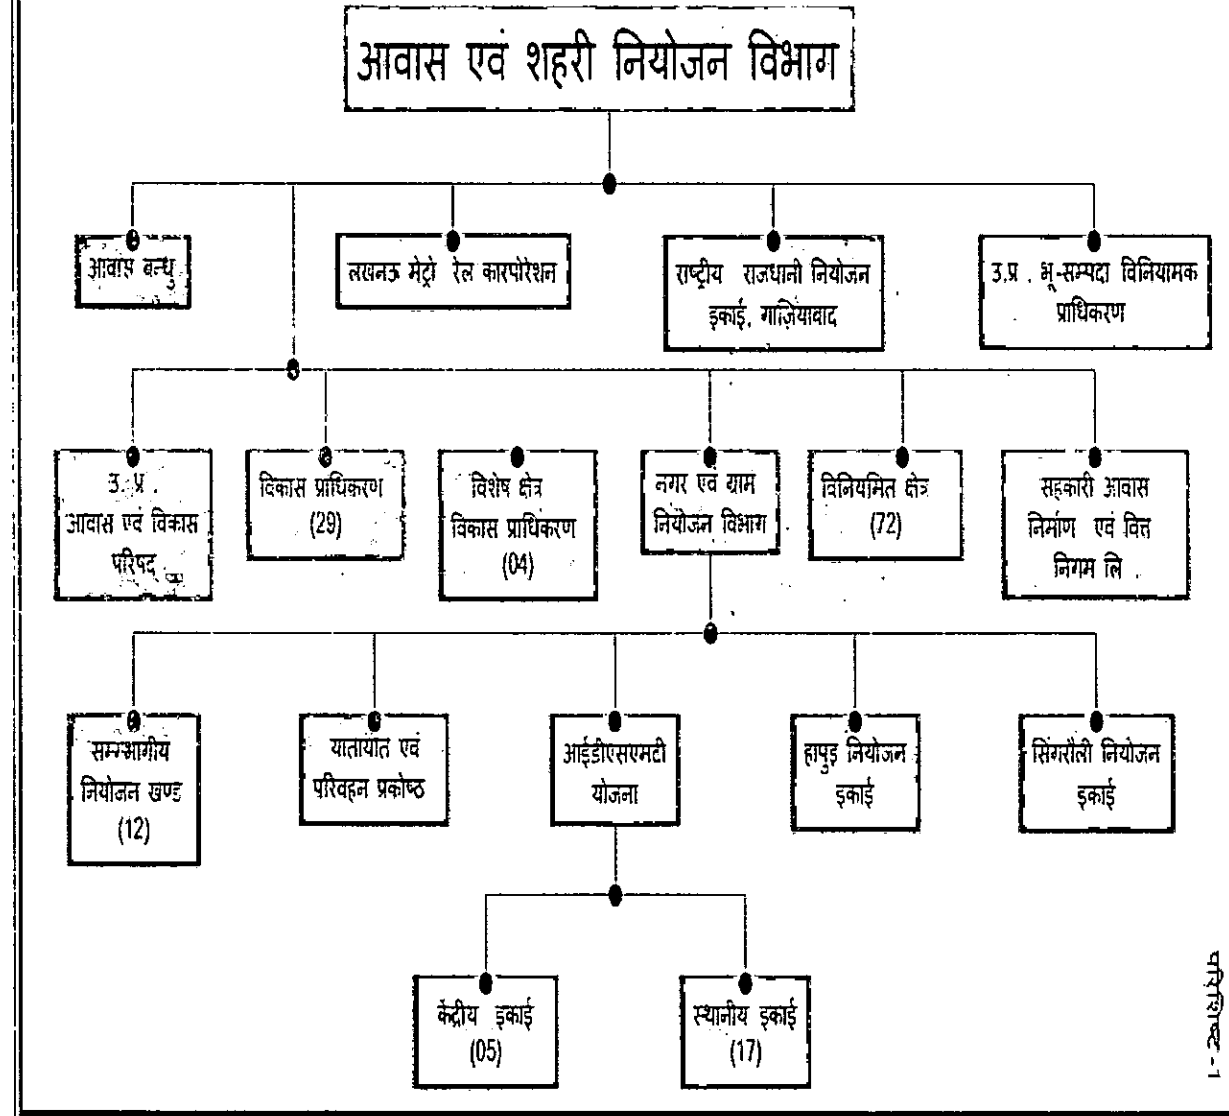 आवास एवं शहरी नियोजन विभाग
आवास बन्धु
लखनऊ मेट्रो रेल कारपोरेशन
राष्ट्रीय राजधानी नियोजन
इकाई, गाज़ियावाद
उ.प्र . भू-सम्पदा विनियामक
प्राधिकरण
उ. प्र .
आवास एवं विकास
परिषद्
विकास प्राधिकरण
(29)
विशेष क्षेत्र
विकास प्राधिकरण
(04)
नगर एवं ग्राम
नियोजन विभाग
विनियमित क्षेत्र
(72)
सहकारी आवास
निर्माण एवं वित्त
निगम लि .
सम्भागीय
नियोजन खण्ड
(12)
यातायात एवं
परिवहन प्रकोष्ठ
आईडीएसएमटी
योजना
हापुड़ नियोजन
इकाई
सिंगरौली नियोजन
इकाई
केंद्रीय इकाई
(05)
स्थानीय इकाई
(17)
परिशिष्ट - 1